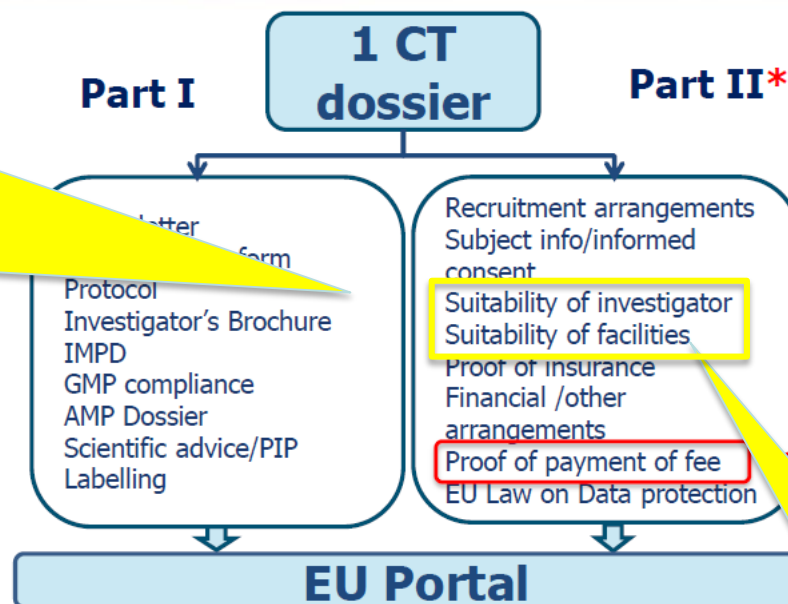 1 CT
dossier
Part I
Part II*
letter
form
Protocol
Investigator's Brochure
IMPD
GMP compliance
AMP Dossier
Scientific advice/PIP
Labelling
Recruitment arrangements
Subject info/informed
consent
Suitability of investigator
Suitability of facilities
Proof of insurance
Financial /other
arrangements
Proof of payment of fee
EU Law on Data protection
EU Portal